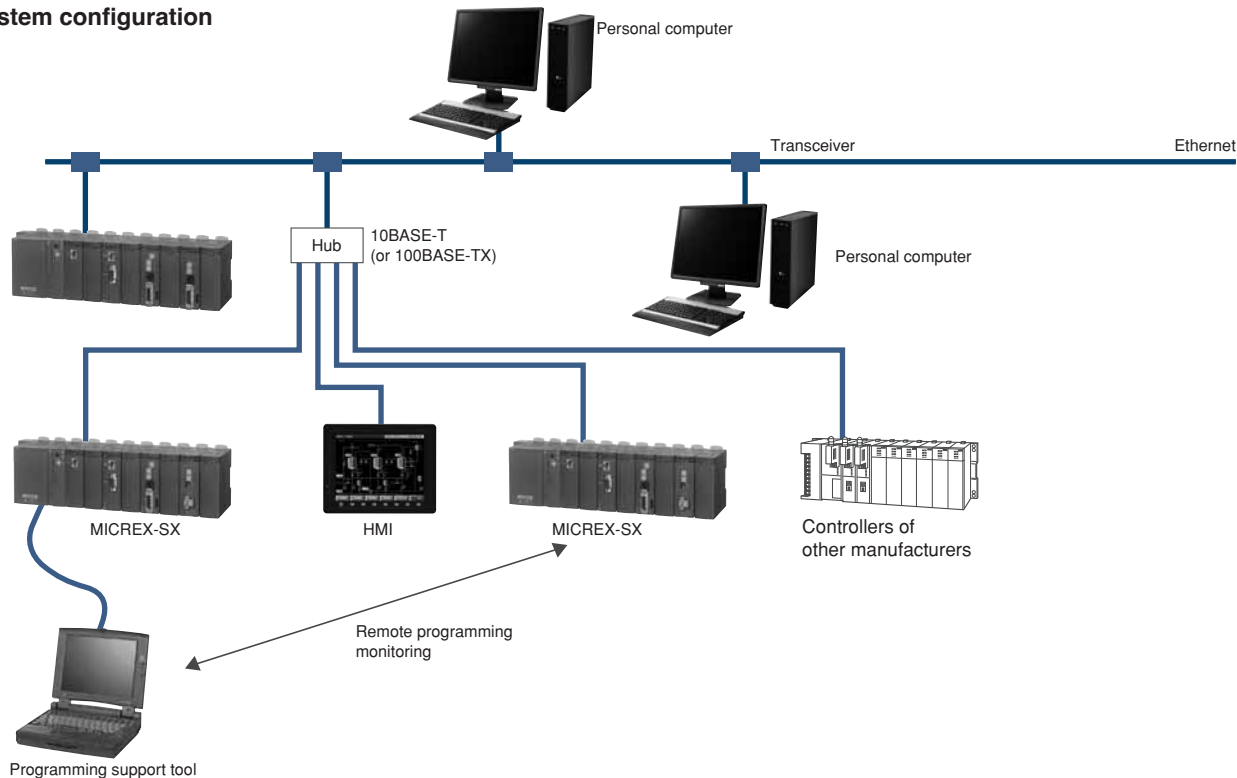 stem configuration
Personal computer
Transceiver
Ethernet
Hub
10BASE-T
(or 100BASE-TX)
Personal computer
MICREX-SX
HMI
MICREX-SX
Controllers of
other manufacturers
Remote programming
monitoring
Programming support tool